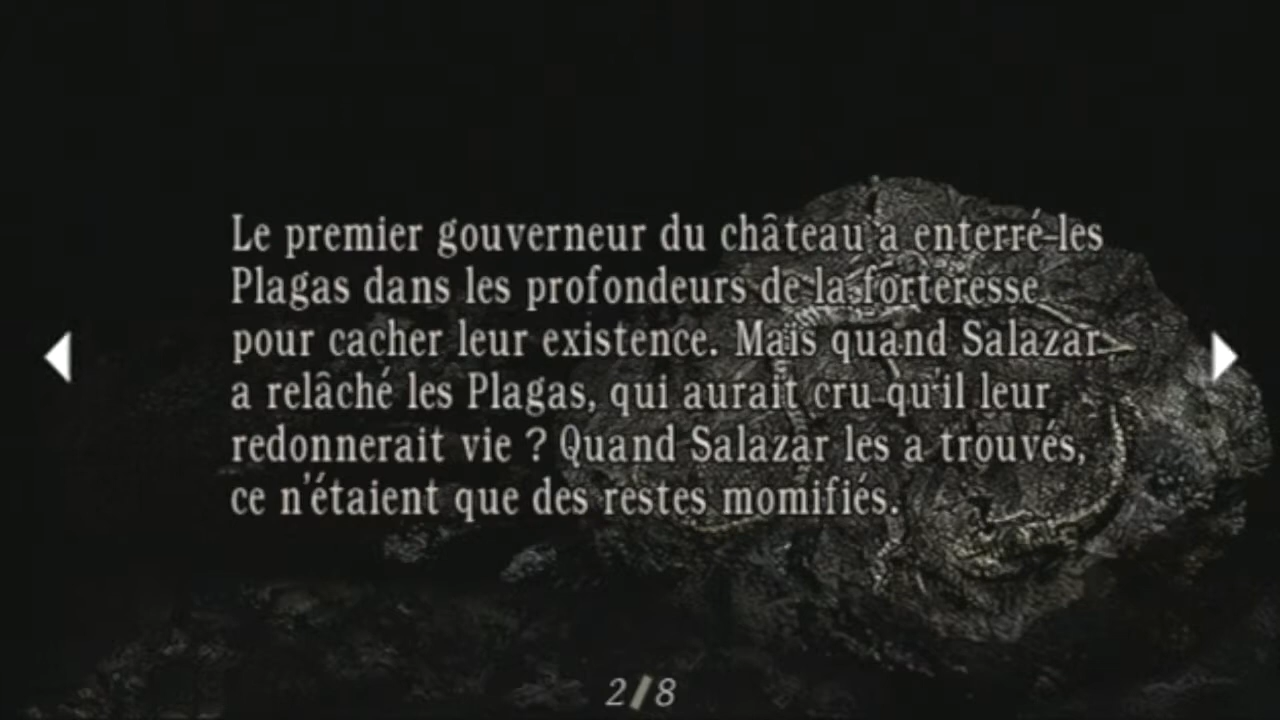 Le premier gouverneur du château a enterré les
Plagas dans les profondeurs de la forteresse
pour cacher leur existence. Mais quand Salazar
a relâché les Plagas, qui aurait cru qu'il leur
redonnerait vie ? Quand Salazar les a trouvés,
ce n'étaient que des restes momifiés.
2/8